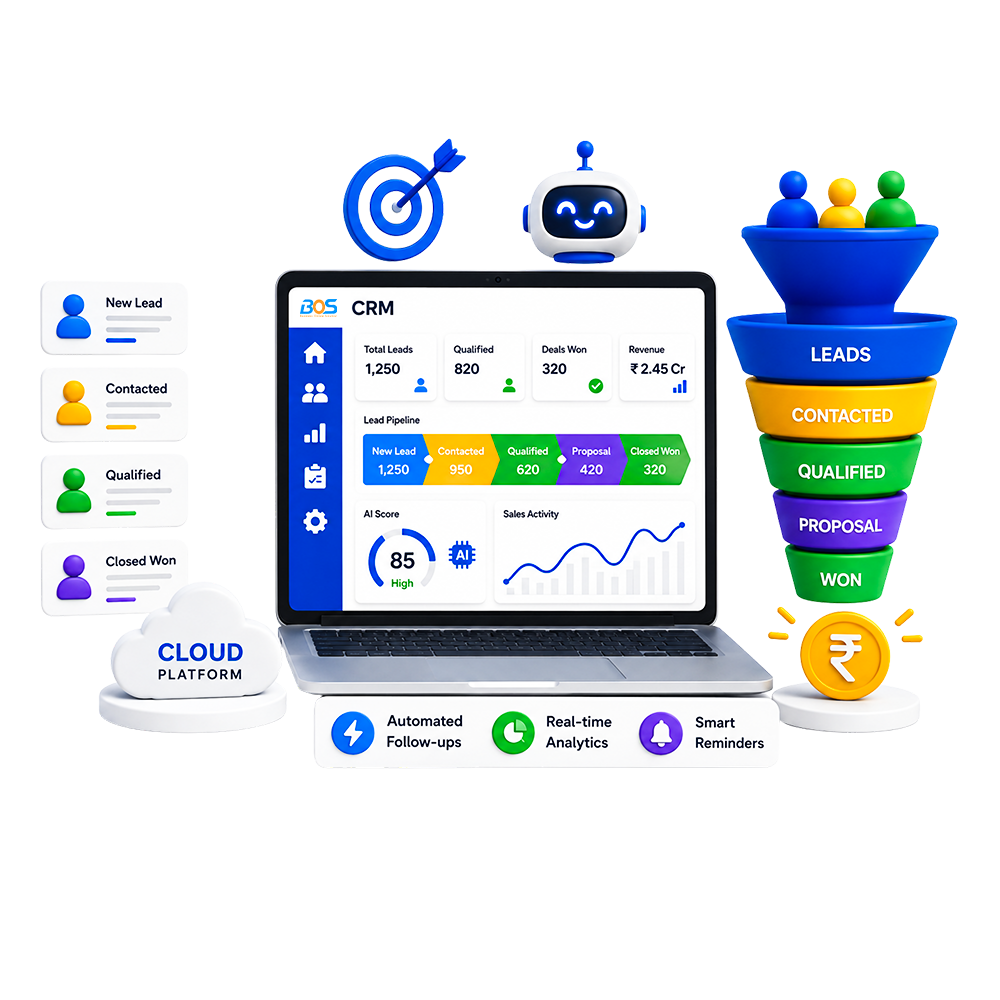 New Lead
Contacted
Qualified
Closed Won
CLOUD
PLATFORM
BOS CRM
Total Leads
1,250
Qualified
820
Deals Won
320
Revenue
₹ 2.45 Cr
Lead Pipeline
New Lead
1,250
Contacted
950
Qualified
620
Proposal
420
Closed Won
320
AI Score
85
High
AI
Sales Activity
LEADS
CONTACTED
QUALIFIED
PROPOSAL
WON
₹
Automated
Follow-ups
Real-time
Analytics
Smart
Reminders